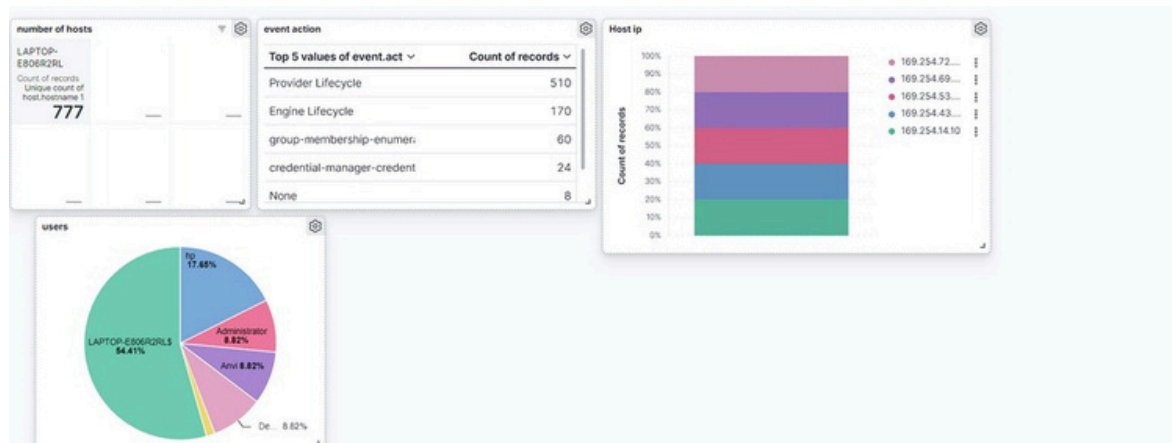 number of hosts
LAPTOP-
E806R2RL
Count of records
Unique count of
host.hostname 1
777
event action
Top 5 values of event.act
Count of records
Provider Lifecycle
510
Engine Lifecycle
170
group-membership-enumer
60
credential-manager-credent
24
None
8
Host ip
Count of records
100%
90%
80%
70%
60%
50%
40%
30%
20%
10%
0%
169.254.72....
169.254.69....
169.254.53....
169.254.43....
169.254.14.10
users
hp
17.65%
Administrator
8.82%
Anvi 8.82%
De... 8.82%
LAPTOP-E806R2RL$
54.41%